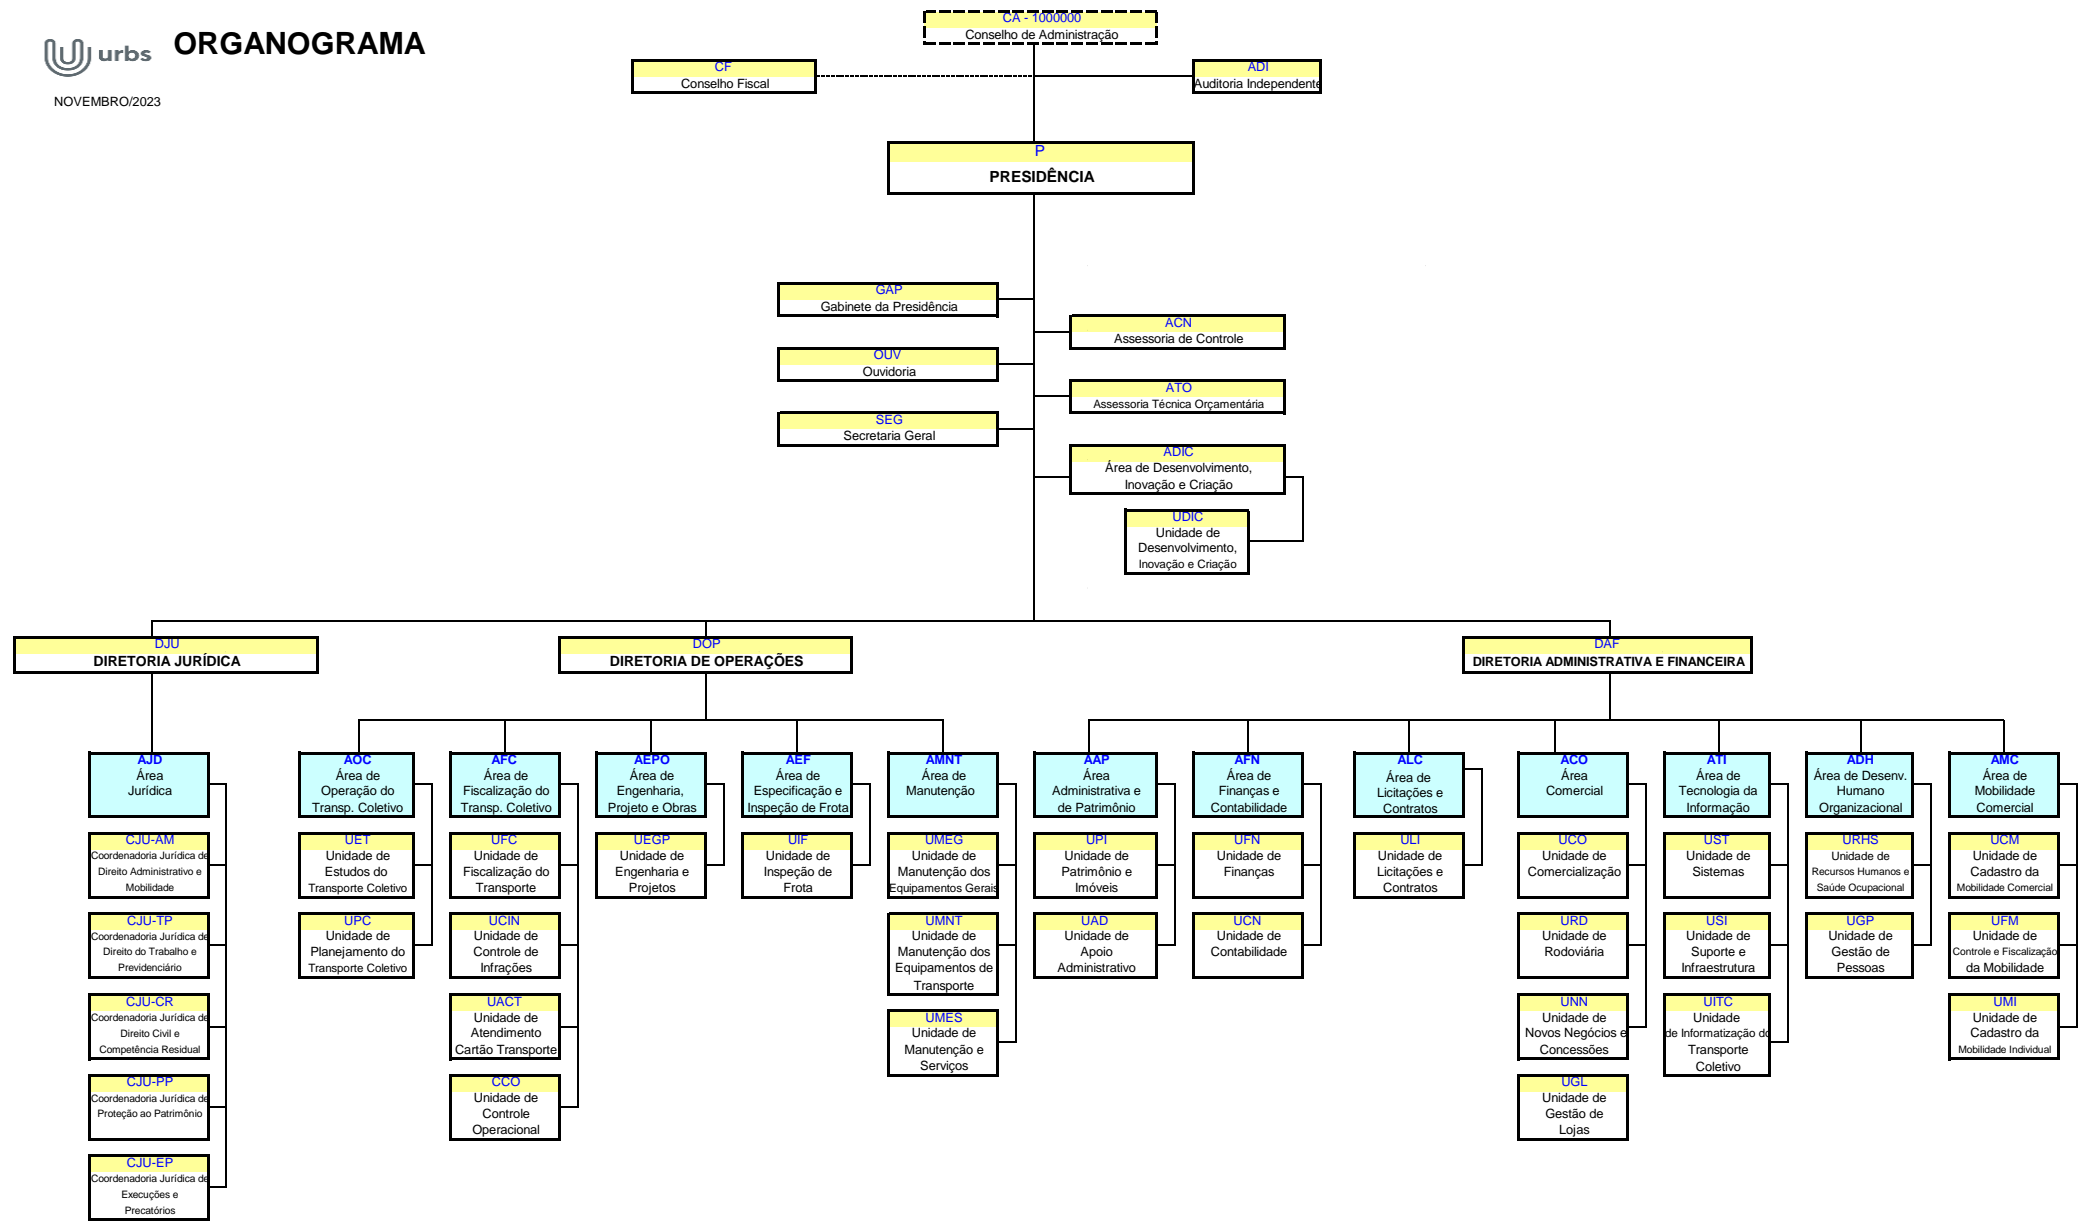 urbs
ORGANOGRAMA
NOVEMBRO/2023
CA - 1000000
Conselho de Administração
CF
Conselho Fiscal
ADI
Auditoria Independente
P
PRESIDÊNCIA
GAP
Gabinete da Presidência
ACN
Assessoria de Controle
OUV
Ouvidoria
ATO
Assessoria Técnica Orçamentária
SEG
Secretaria Geral
ADIC
Área de Desenvolvimento,
Inovação e Criação
UDIC
Unidade de
Desenvolvimento,
Inovação e Criação
DJU
DIRETORIA JURÍDICA
DOP
DIRETORIA DE OPERAÇÕES
DAF
DIRETORIA ADMINISTRATIVA E FINANCEIRA
AJD
Área
Jurídica
CJU-AM
Coordenadoria Jurídica de
Direito Administrativo e
Mobilidade
CJU-TP
Coordenadoria Jurídica de
Direito do Trabalho e
Previdenciário
CJU-CR
Coordenadoria Jurídica de
Direito Civil e
Competência Residual
CJU-PP
Coordenadoria Jurídica de
Proteção ao Patrimônio
CJU-EP
Coordenadoria Jurídica de
Execuções e
Precatórios
AOC
Área de
Operação do
Transp. Coletivo
UET
Unidade de
Estudos do
Transporte Coletivo
UPC
Unidade de
Planejamento do
Transporte Coletivo
AFC
Área de
Fiscalização do
Transp. Coletivo
UFC
Unidade de
Fiscalização do
Transporte
UCIN
Unidade de
Controle de
Infrações
UACT
Unidade de
Atendimento
Cartão Transporte
CCO
Unidade de
Controle
Operacional
AEPO
Área de
Engenharia,
Projeto e Obras
UEGP
Unidade de
Engenharia e
Projetos
AEF
Área de
Especificação e
Inspeção de Frota
UIF
Unidade de
Inspeção de
Frota
AMNT
Área de
Manutenção
UMEG
Unidade de
Manutenção dos
Equipamentos Gerais
UMNT
Unidade de
Manutenção dos
Equipamentos de
Transporte
UMES
Unidade de
Manutenção e
Serviços
AAP
Área
Administrativa e
de Patrimônio
UPI
Unidade de
Patrimônio e
Imóveis
UAD
Unidade de
Apoio
Administrativo
AFN
Área de
Finanças e
Contabilidade
UFN
Unidade de
Finanças
UCN
Unidade de
Contabilidade
ALC
Área de
Licitações e
Contratos
ULI
Unidade de
Licitações e
Contratos
ACO
Área
Comercial
UCO
Unidade de
Comercialização
URD
Unidade de
Rodoviária
UNN
Unidade de
Novos Negócios e
Concessões
UGL
Unidade de
Gestão de
Lojas
ATI
Área de
Tecnologia da
Informação
UST
Unidade de
Sistemas
USI
Unidade de
Suporte e
Infraestrutura
UITC
Unidade
de Informatização do
Transporte
Coletivo
ADH
Área de Desenv.
Humano
Organizacional
URHS
Unidade de
Recursos Humanos e
Saúde Ocupacional
UGP
Unidade de
Gestão de
Pessoas
AMC
Área de
Mobilidade
Comercial
UCM
Unidade de
Cadastro da
Mobilidade Comercial
UFM
Unidade de
Controle e Fiscalização
da Mobilidade
UMI
Unidade de
Cadastro da
Mobilidade Individual